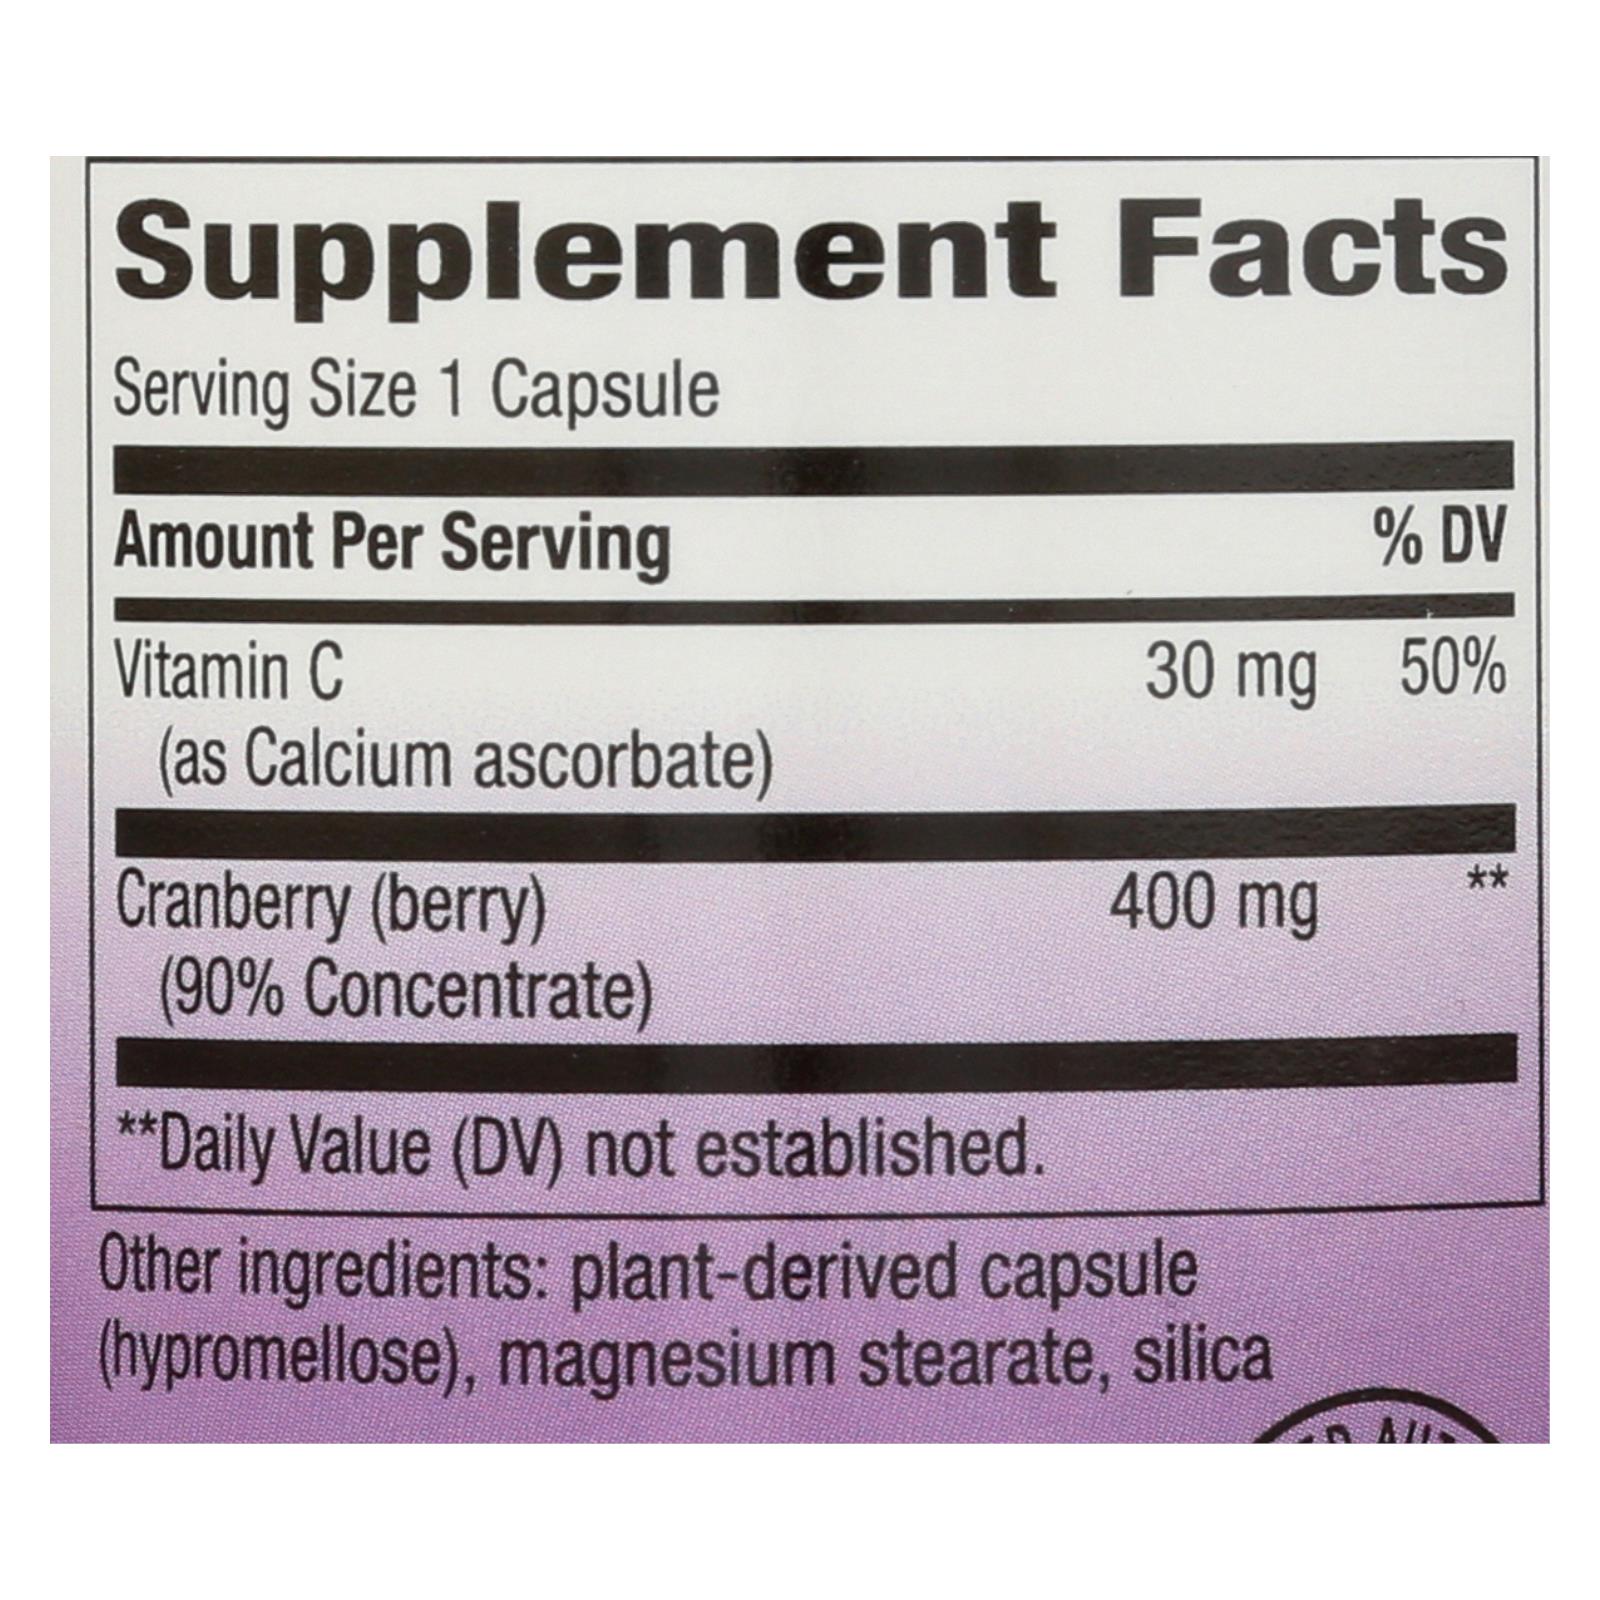 Supplement Facts
Serving Size 1 Capsule
Amount Per Serving % DV
Vitamin C 30 mg 50%
(as Calcium ascorbate)
Cranberry (berry) 400 mg **
(90% Concentrate)
**Daily Value (DV) not established.
Other ingredients: plant-derived capsule
(hypromellose), magnesium stearate, silica